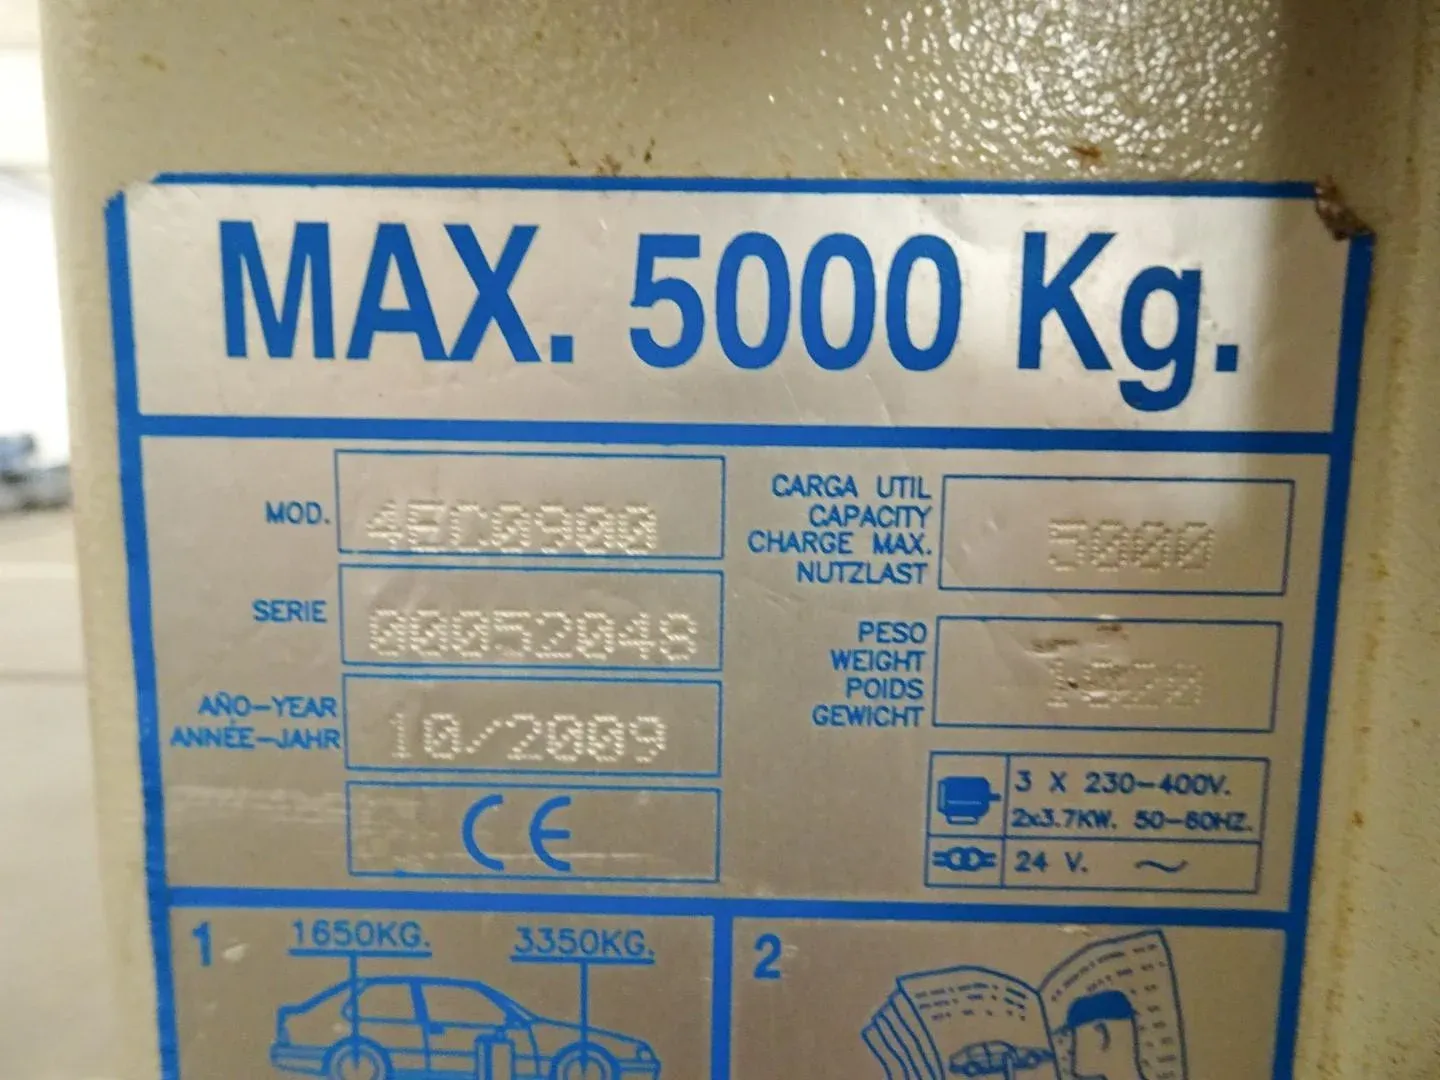 MAX. 5000 Kg.
MOD. 4EC0900
SERIE 00052048
AÑO-YEAR
ANNÉE-JAHR
10/2009
CE
CARGA UTIL
CAPACITY
CHARGE MAX.
NUTZLAST
5000
PESO
WEIGHT
POIDS
GEWICHT
3 X 230-400V.
2x3.7KW. 50-60HZ.
24 V. ~
1
1650KG.
3350KG.
2